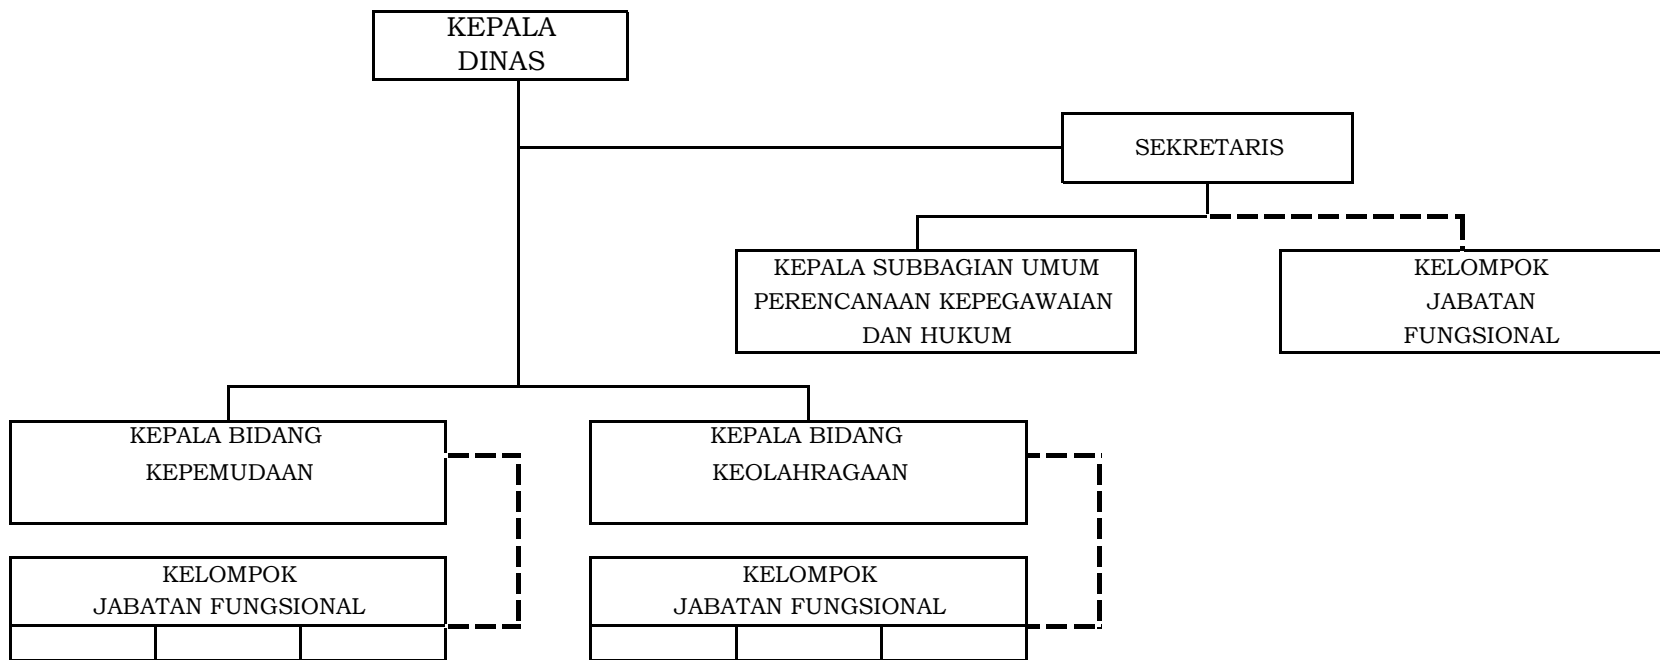 KEPALA
DINAS
SEKRETARIS
KEPALA SUBBAGIAN UMUM
PERENCANAAN KEPEGAWAIAN
DAN HUKUM
KELOMPOK
JABATAN
FUNGSIONAL
KEPALA BIDANG
KEPEMUDAAN
KEPALA BIDANG
KEOLAHRAGAAN
KELOMPOK
JABATAN FUNGSIONAL
KELOMPOK
JABATAN FUNGSIONAL